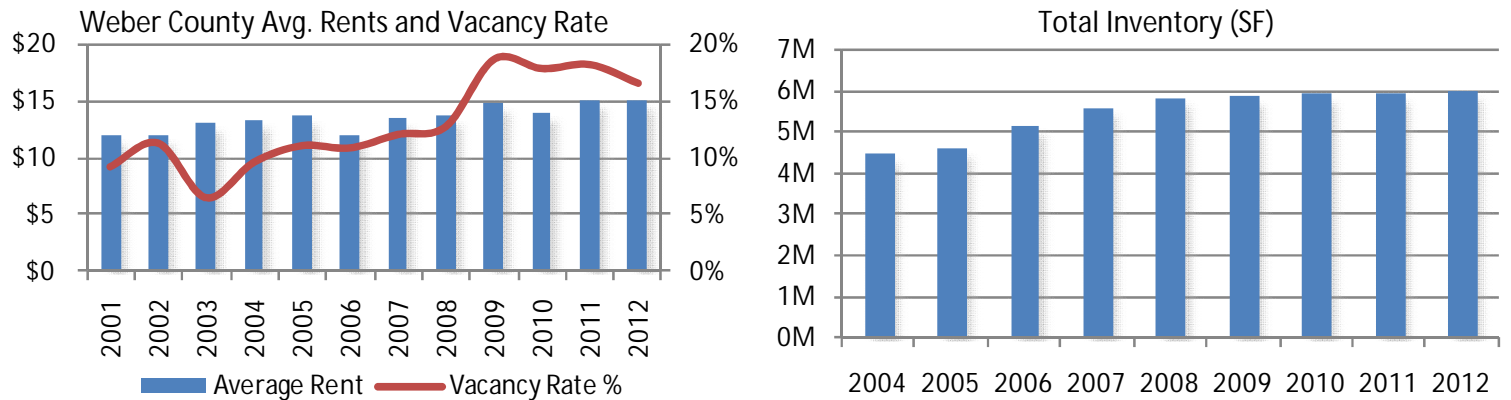 Weber County Avg. Rents and Vacancy Rate
$20
$15
$10
$5
$0
20%
15%
10%
5%
0%
2001
2002
2003
2004
2005
2006
2007
2008
2009
2010
2011
2012
Average Rent
Vacancy Rate %
Total Inventory (SF)
7M
6M
5M
4M
3M
2M
1M
0M
2004 2005 2006 2007 2008 2009 2010 2011 2012